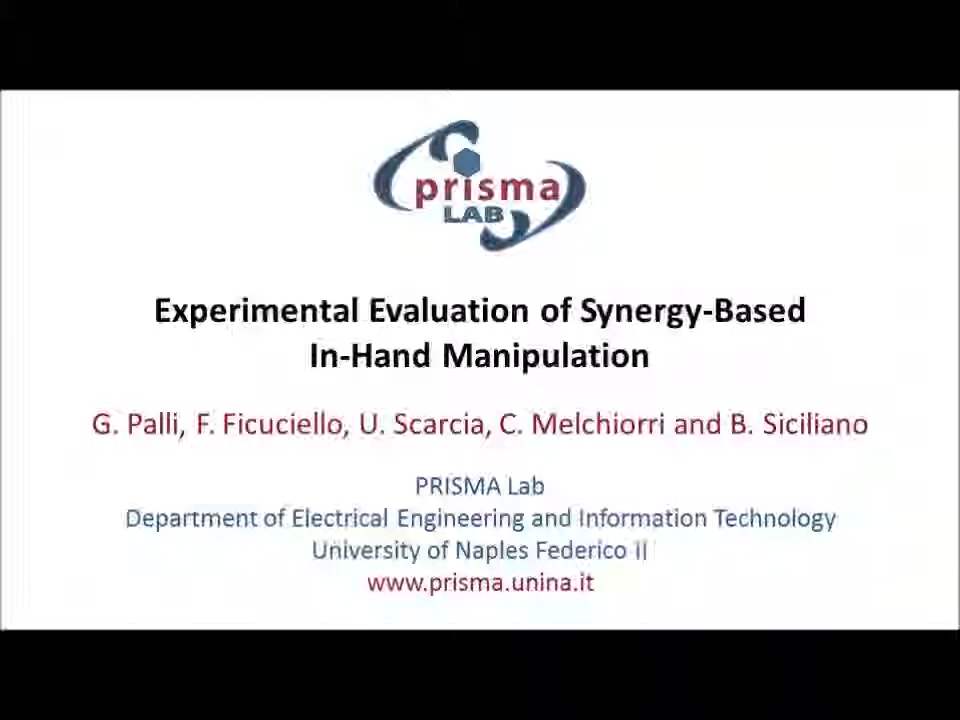 prisma
LAB
Experimental Evaluation of Synergy-Based
In-Hand Manipulation
G. Palli, F. Ficuciello, U. Scarcia, C. Melchiorri and B. Siciliano
PRISMA Lab
Department of Electrical Engineering and Information Technology
University of Naples Federico II
www.prisma.unina.it